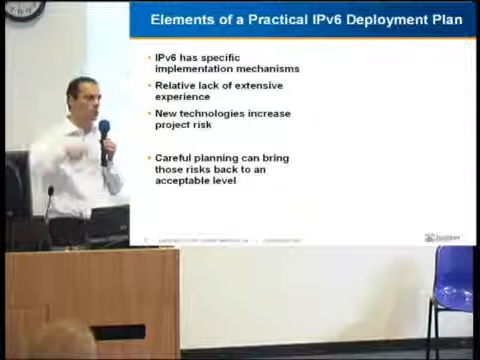 Elements of a Practical IPv6 Deployment Plan
IPv6 has specific
implementation mechanisms
Relative lack of extensive
experience
New technologies increase
project risk
Careful planning can bring
those risks back to an
acceptable level